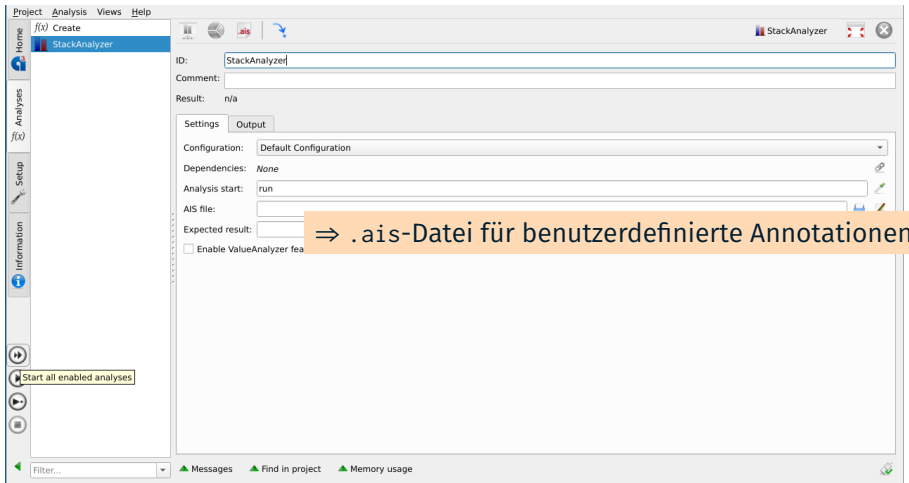 Project Analysis Views Help
Home
Analyses
f(x)
Setup
Information
f(x) Create
StackAnalyzer
.ais
StackAnalyzer
ID: StackAnalyzer
Comment:
Result: n/a
Settings Output
Configuration: Default Configuration
Dependencies: None
Analysis start: run
AIS file:
Expected result:
⇒ .ais-Datei für benutzerdefinierte Annotationen
Enable ValueAnalyzer
Start all enabled analyses
Filter...
Messages Find in project Memory usage